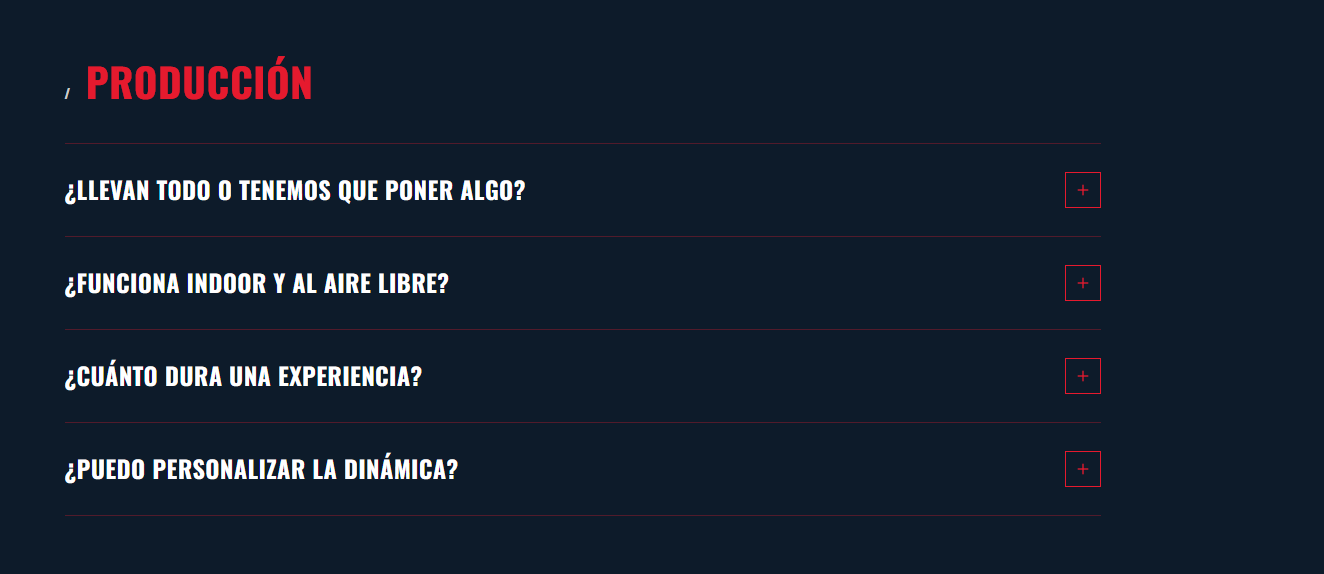 / PRODUCCIÓN
¿LLEVAN TODO O TENEMOS QUE PONER ALGO?
+
¿FUNCIONA INDOOR Y AL AIRE LIBRE?
+
¿CUÁNTO DURA UNA EXPERIENCIA?
+
¿PUEDO PERSONALIZAR LA DINÁMICA?
+